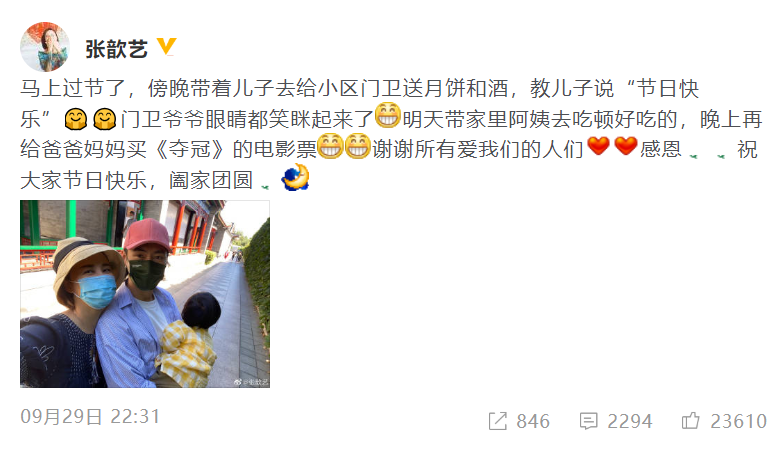 张歆艺
马上过节了，傍晚带着儿子去给小区门卫送月饼和酒，教儿子说“节日快
乐”🤗🤗门卫爷爷眼睛都笑眯起来了😁明天带家里阿姨去吃顿好吃的，晚上再
给爸爸妈妈买《夺冠》的电影票😁😁谢谢所有爱我们的人们❤❤感恩 祝
大家节日快乐，阖家团圆
@张歆艺
09月29日 22:31
846
2294
23610